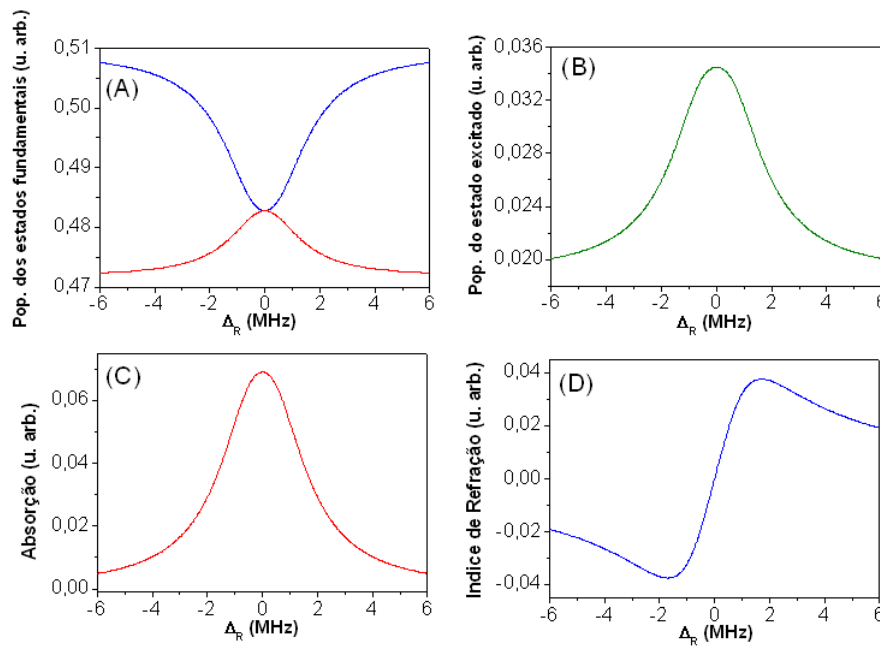 Pop. dos estados fundamentais (u. arb.)
0,51
0,50
0,49
0,48
0,47
(A)
-6 -4 -2 0 2 4 6
Δ_R (MHz)
Pop. do estado excitado (u. arb.)
0,036
0,032
0,028
0,024
0,020
(B)
-6 -4 -2 0 2 4 6
Δ_R (MHz)
Absorção (u. arb.)
0,06
0,04
0,02
0,00
(C)
-6 -4 -2 0 2 4 6
Δ_R (MHz)
Indice de Refração (u. arb.)
0,04
0,02
0,00
-0,02
-0,04
(D)
-6 -4 -2 0 2 4 6
Δ_R (MHz)